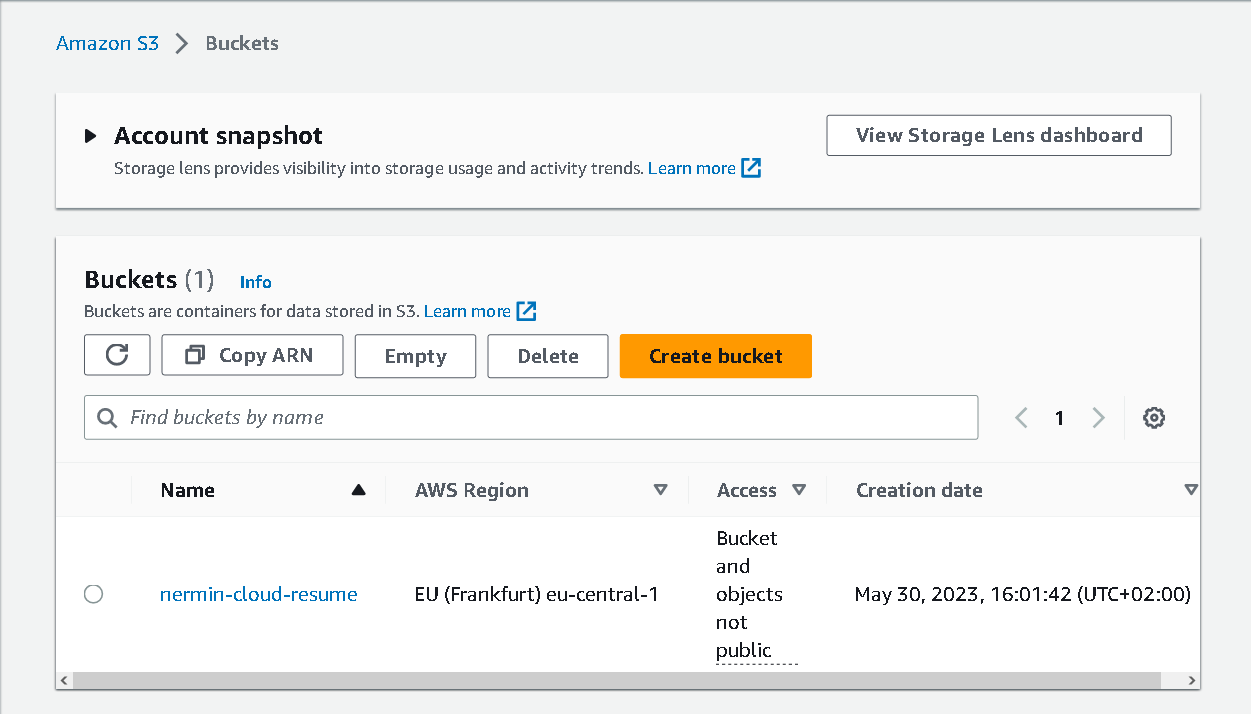 Amazon S3 > Buckets
Account snapshot
View Storage Lens dashboard
Storage lens provides visibility into storage usage and activity trends. Learn more
Buckets (1) Info
Buckets are containers for data stored in S3. Learn more
Copy ARN Empty Delete Create bucket
Find buckets by name 1
Name AWS Region Access Creation date
nermin-cloud-resume EU (Frankfurt) eu-central-1 Bucket and objects not public May 30, 2023, 16:01:42 (UTC+02:00)